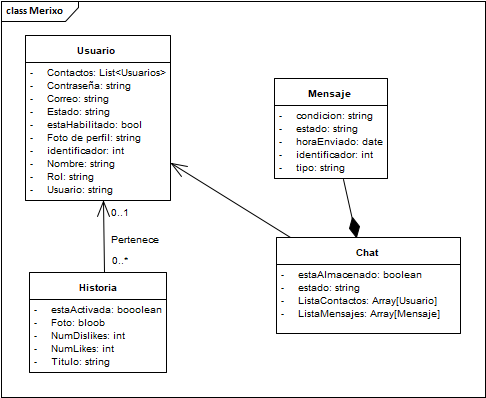 class Merixo
Usuario
- Contactos: List<Usuarios>
- Contraseña: string
- Correo: string
- Estado: string
- estaHabilitado: bool
- Foto de perfil: string
- identificador: int
- Nombre: string
- Rol: string
- Usuario: string
Mensaje
- condicion: string
- estado: string
- horaEnviado: date
- identificador: int
- tipo: string
0..1
Pertenece
0..*
Chat
- estaAlmacenado: boolean
- estado: string
- ListaContactos: Array[Usuario]
- ListaMensajes: Array[Mensaje]
Historia
- estaActivada: booolean
- Foto: bloob
- NumDislikes: int
- NumLikes: int
- Titulo: string